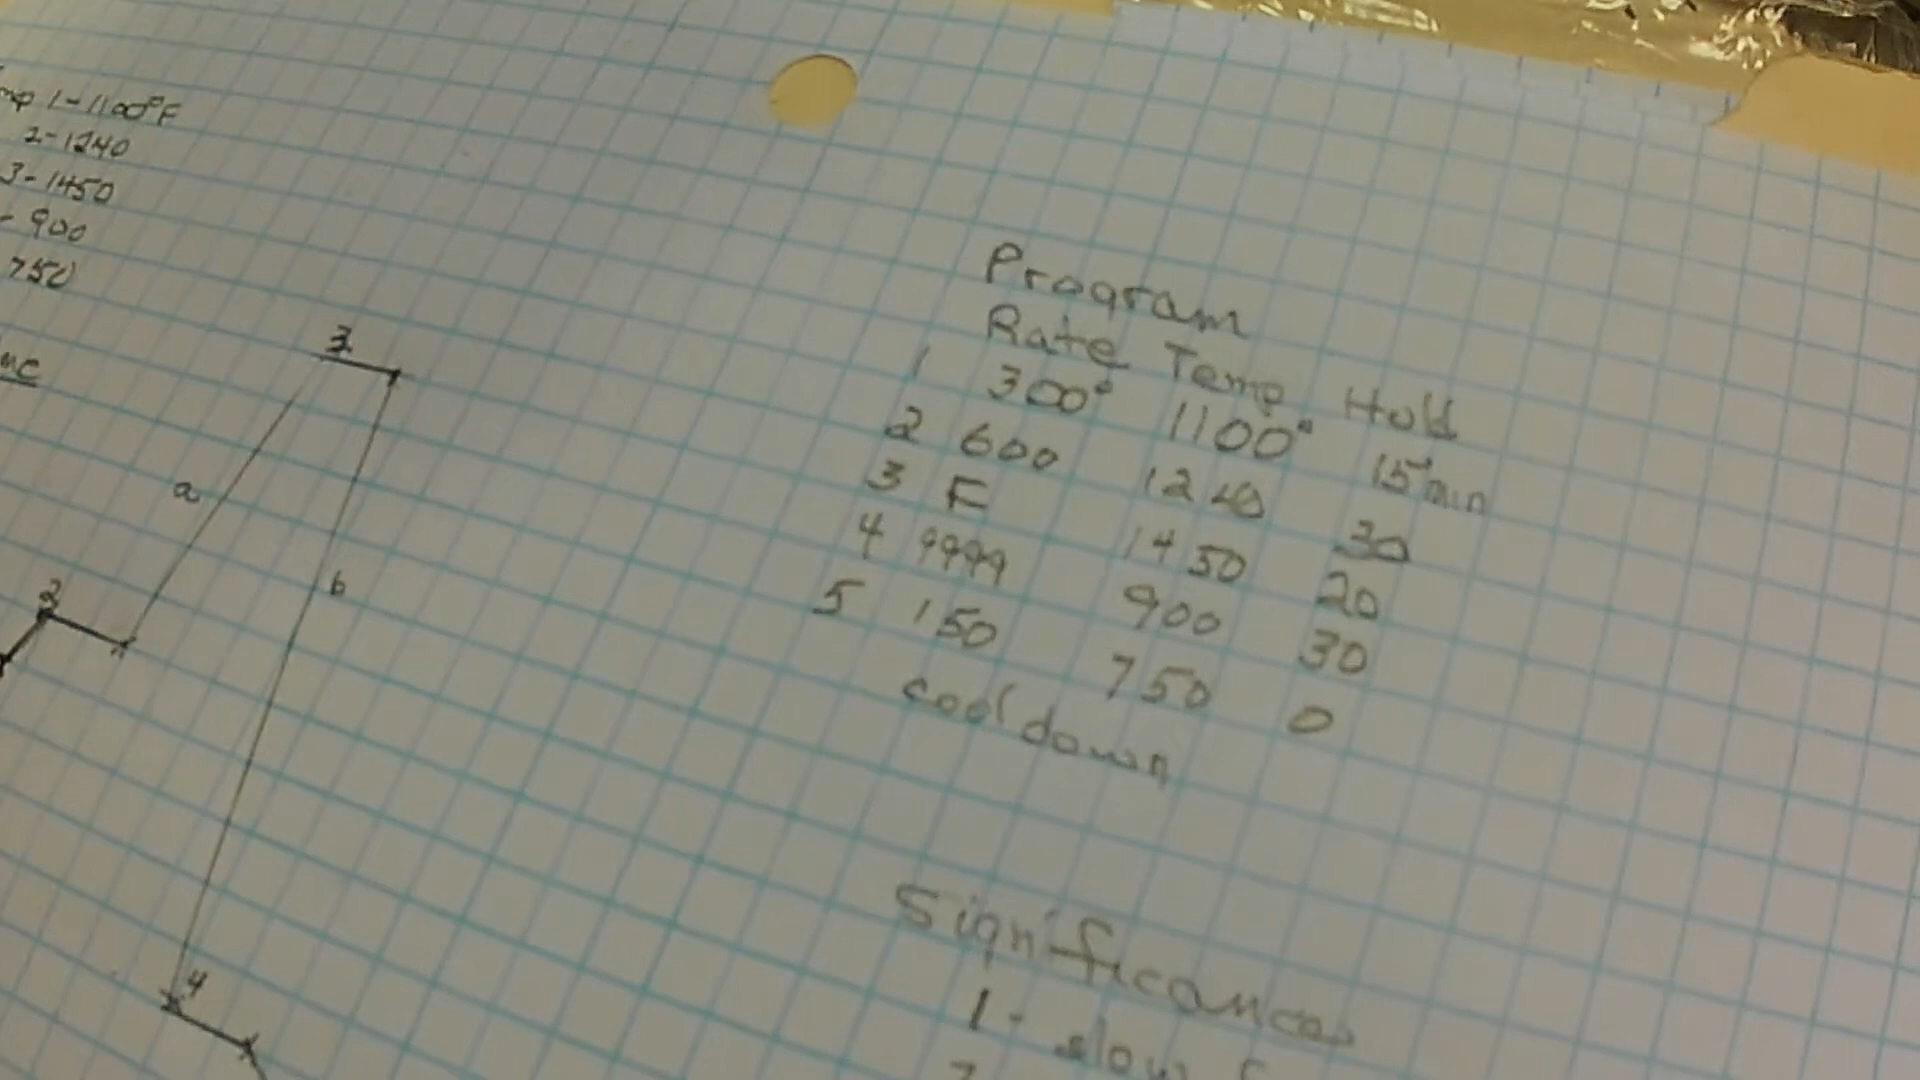 1-1100°F
2-1240
3-1450
- 900
750
3
a
b
2
4
Program
Rate Temp Hold
1 300° 1100° 15 min
2 600 1240 30
3 F 1450 20
4 9999 900 30
5 150 750 0
cool down
Significance
1- slow